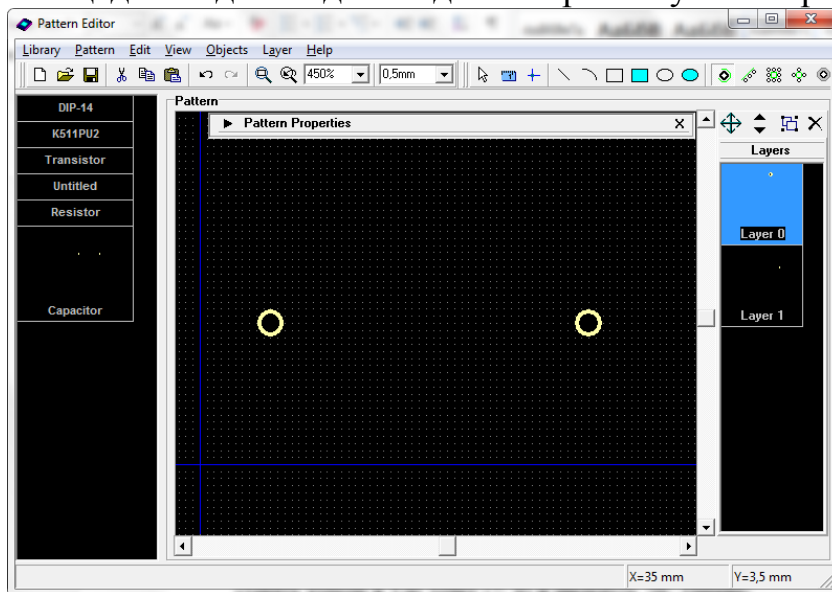 Pattern Editor
Library Pattern Edit View Objects Layer Help
450% 0,5mm
DIP-14
K511PU2
Transistor
Untitled
Resistor
Capacitor
Pattern
Pattern Properties
Layers
Layer 0
Layer 1
X=35 mm
Y=3,5 mm